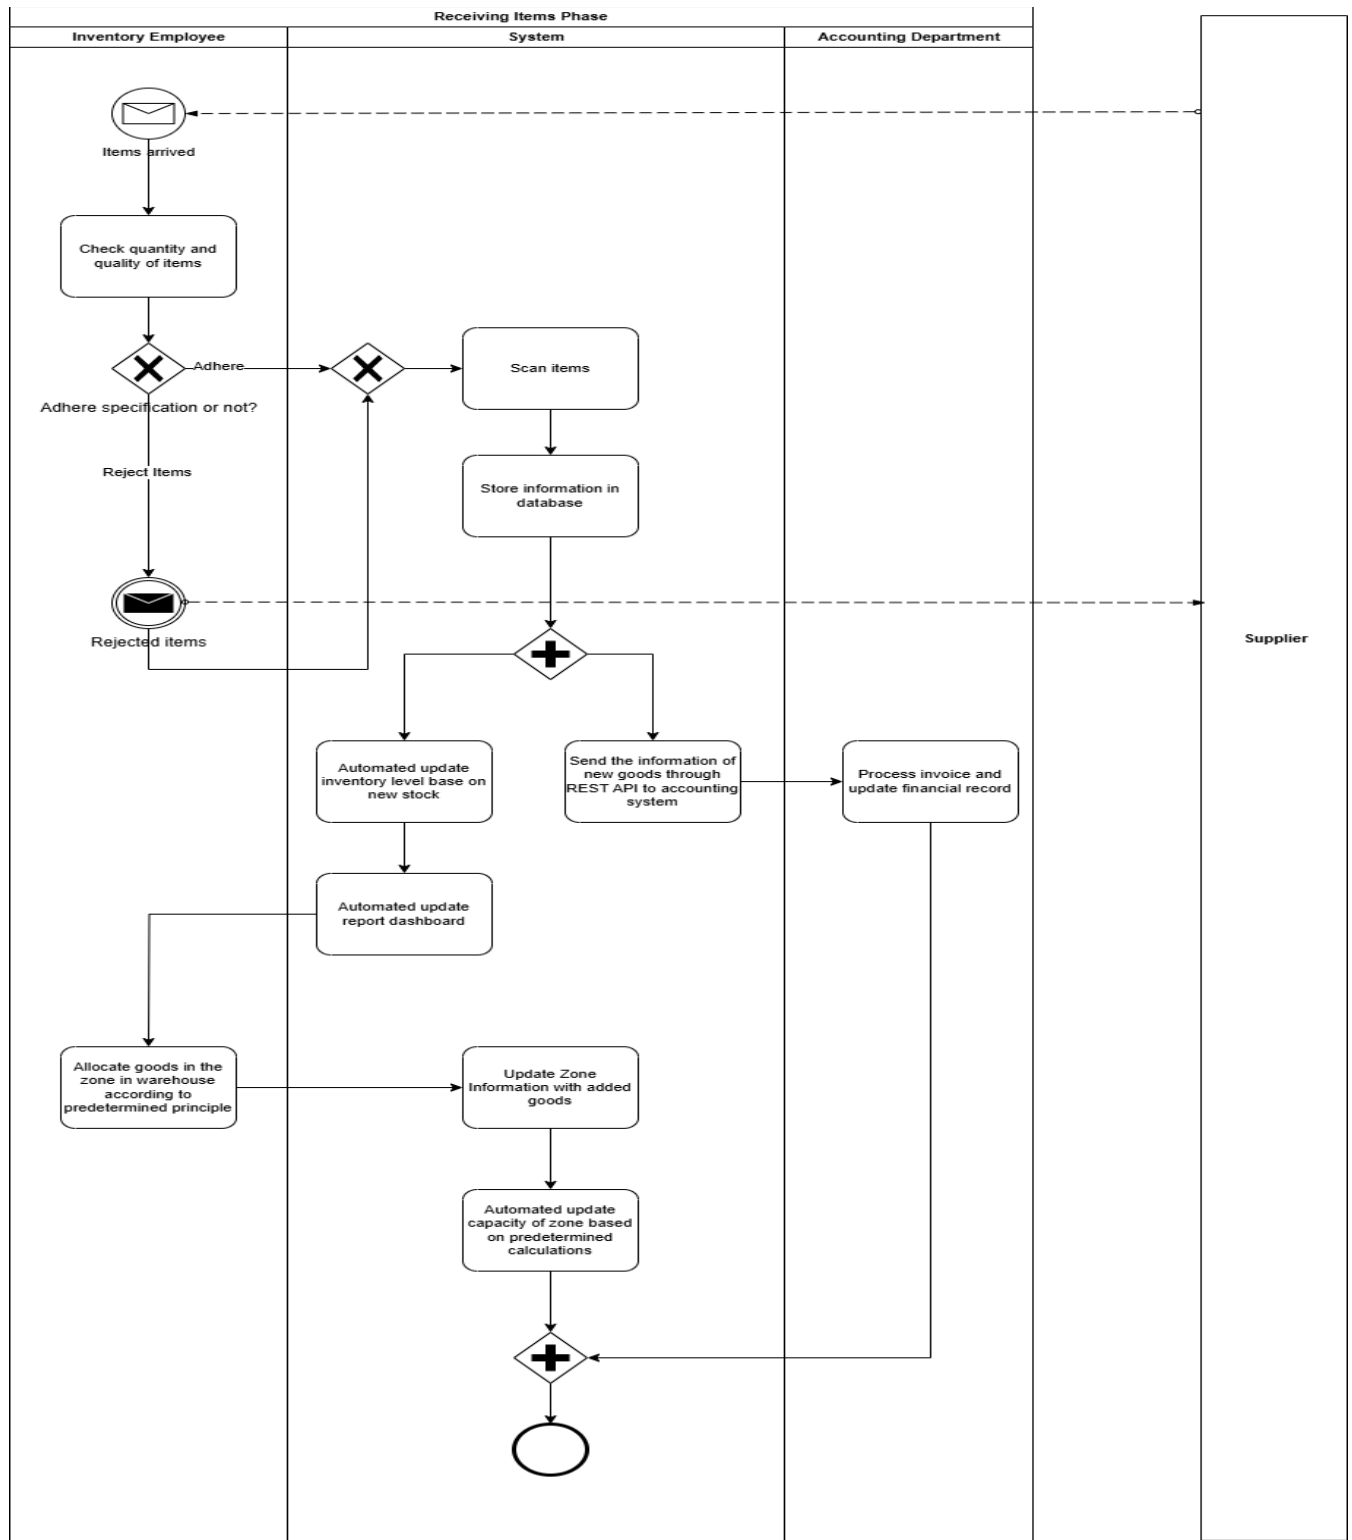 Receiving Items Phase
Inventory Employee
System
Accounting Department
Items arrived
Check quantity and
quality of items
Adhere
Adhere specification or not?
Scan items
Reject Items
Store information in
database
Rejected items
Supplier
Automated update
inventory level base on
new stock
Send the information of
new goods through
REST API to accounting
system
Process invoice and
update financial record
Automated update
report dashboard
Allocate goods in the
zone in warehouse
according to
predetermined principle
Update Zone
Information with added
goods
Automated update
capacity of zone based
on predetermined
calculations